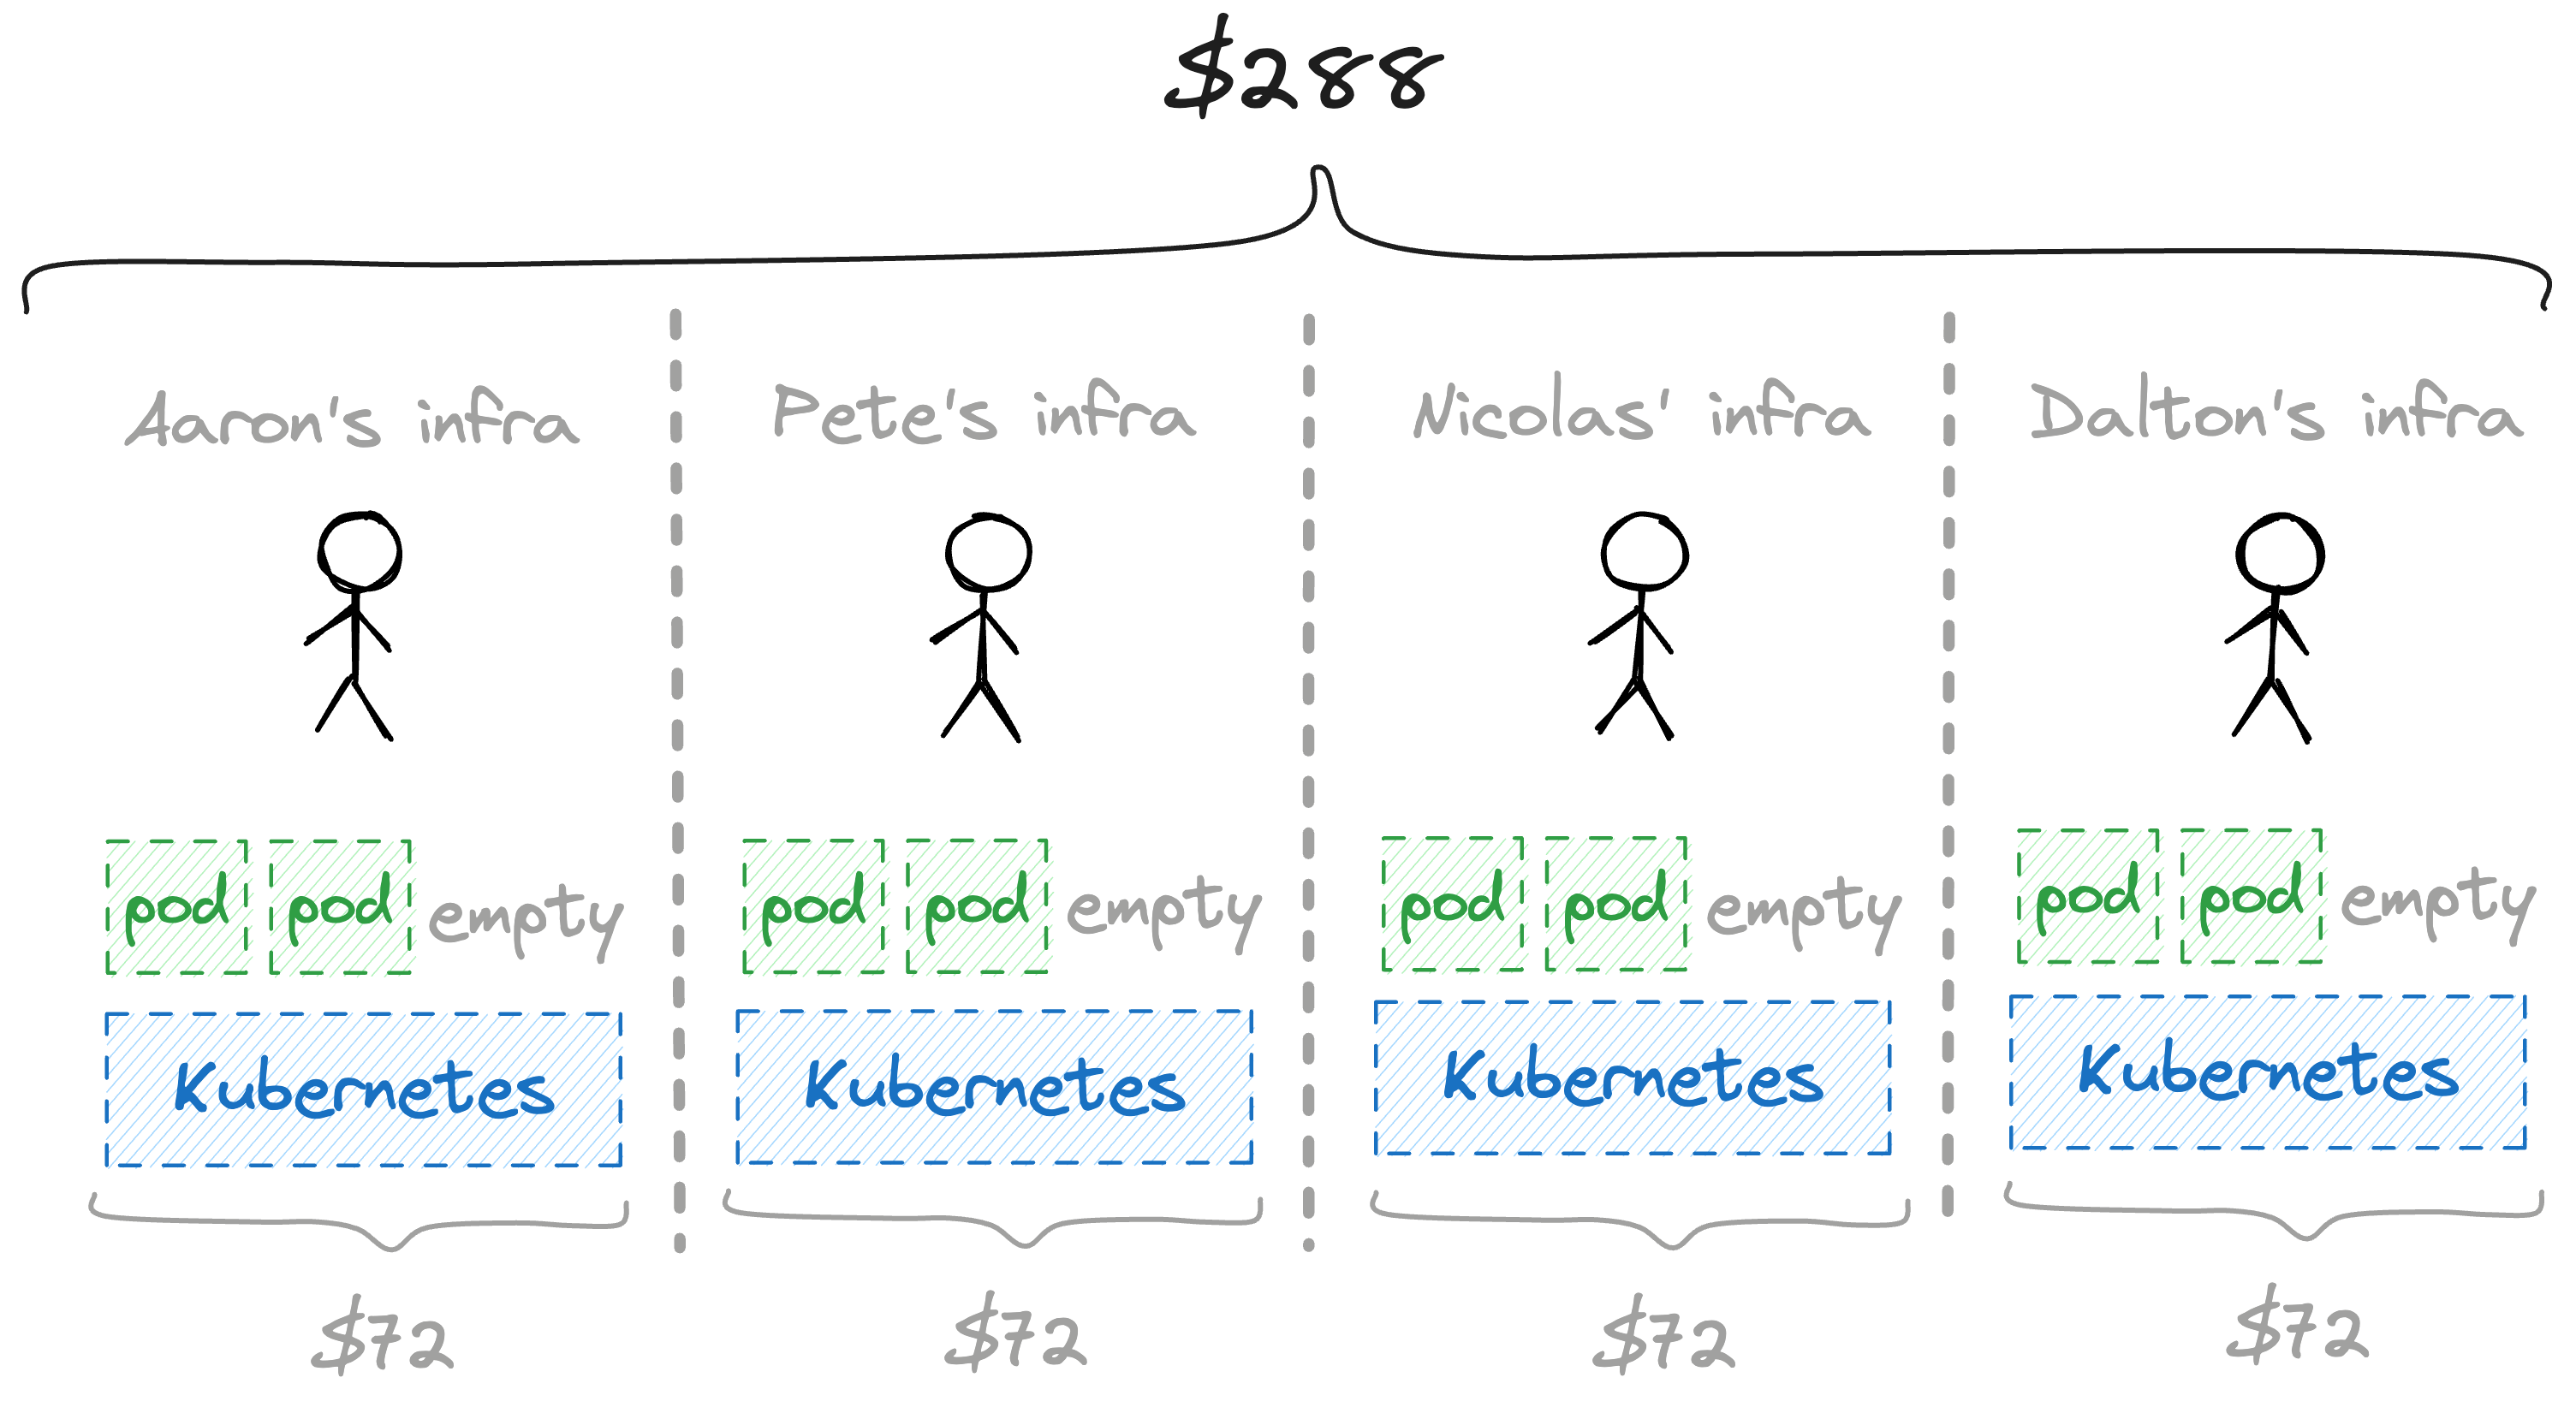 $288
Aaron's infra
Pete's infra
Nicolas' infra
Dalton's infra
pod pod empty
pod pod empty
pod pod empty
pod pod empty
Kubernetes
Kubernetes
Kubernetes
Kubernetes
$72
$72
$72
$72